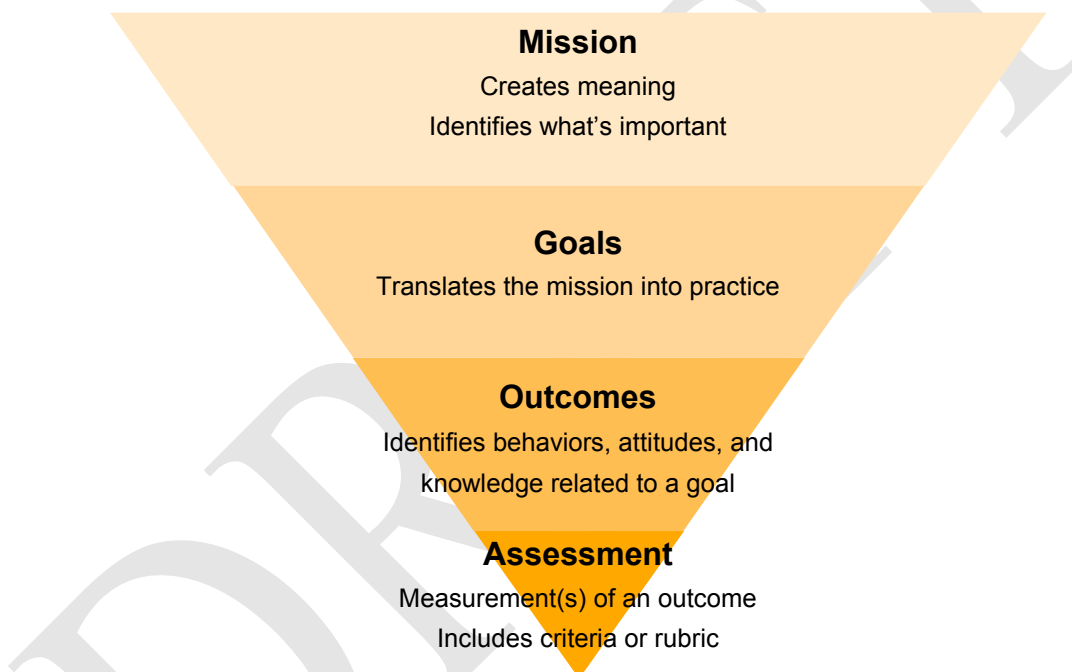 Mission
Creates meaning
Identifies what's important
Goals
Translates the mission into practice
Outcomes
Identifies behaviors, attitudes, and
knowledge related to a goal
Assessment
Measurement(s) of an outcome
Includes criteria or rubric